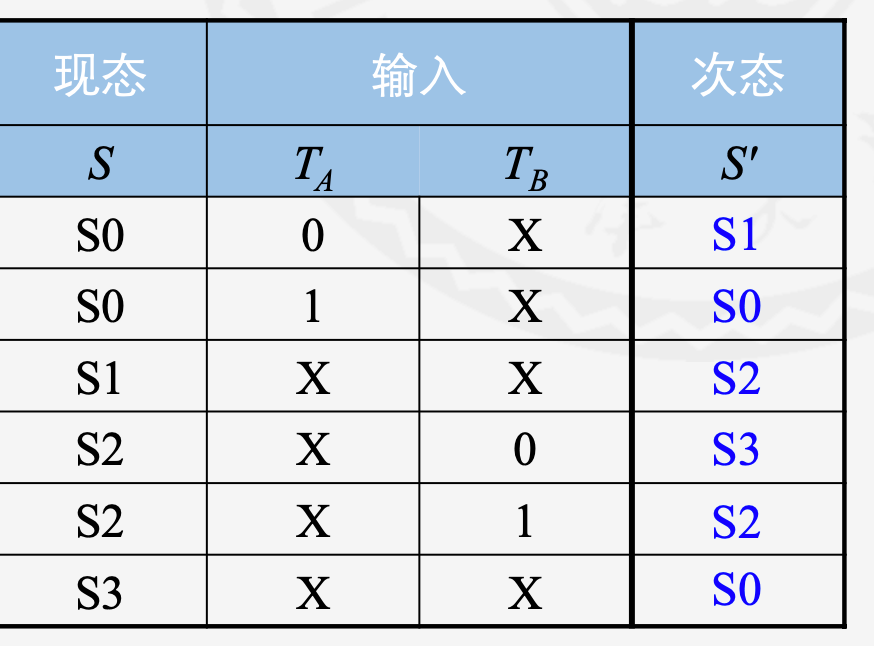 现态 输入 次态
S T_A T_B S′
S0 0 X S1
S0 1 X S0
S1 X X S2
S2 X 0 S3
S2 X 1 S2
S3 X X S0